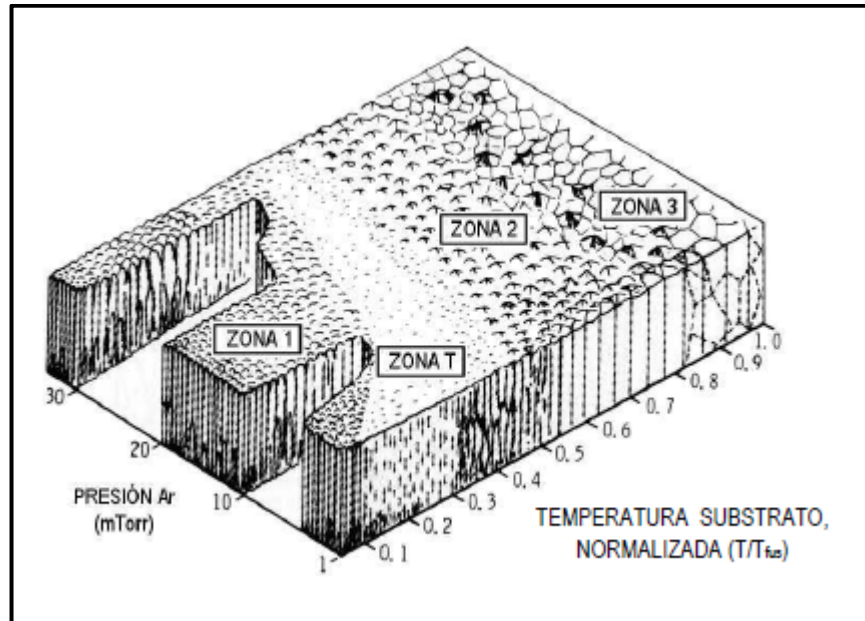 ZONA 3
ZONA 2
ZONA 1
ZONA T
30
20
10
1
PRESIÓN Ar
(mTorr)
0,1
0,2
0,3
0,4
0,5
0,6
0,7
0,8
0,9
1.0
TEMPERATURA SUBSTRATO,
NORMALIZADA (T/Tfus)